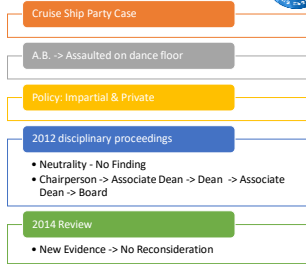 Cruise Ship Party Case
A.B. -> Assaulted on dance floor
Policy: Impartial & Private
2012 disciplinary proceedings
• Neutrality - No Finding
• Chairperson -> Associate Dean -> Dean -> Associate
Dean -> Board
2014 Review
• New Evidence -> No Reconsideration